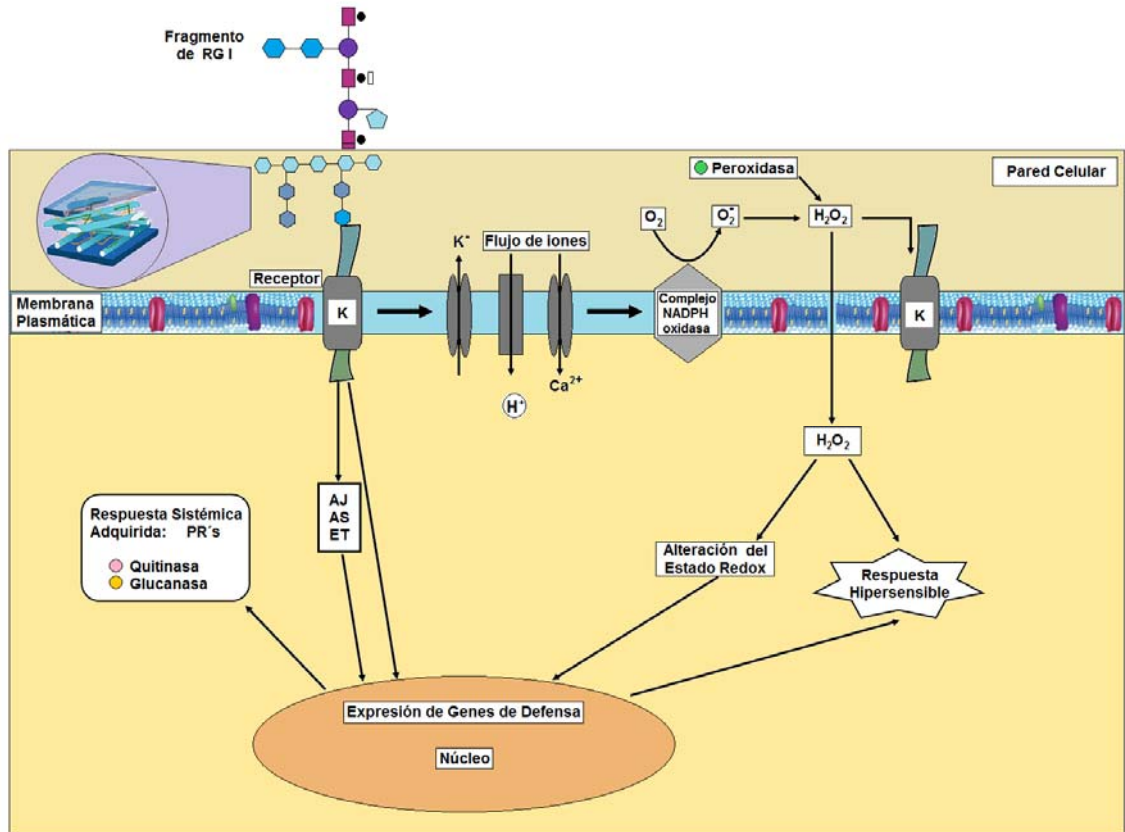 Fragmento
de RG I
Peroxidasa
Pared Celular
O₂
O₂⁻
H₂O₂
K⁺
Flujo de iones
Receptor
Membrana
Plasmática
K
Complejo
NADPH
oxidasa
K
Ca²⁺
H⁺
H₂O₂
AJ
AS
ET
Respuesta Sistémica
Adquirida: PR´s
Quitinasa
Glucanasa
Alteración del
Estado Redox
Respuesta
Hipersensible
Expresión de Genes de Defensa
Núcleo